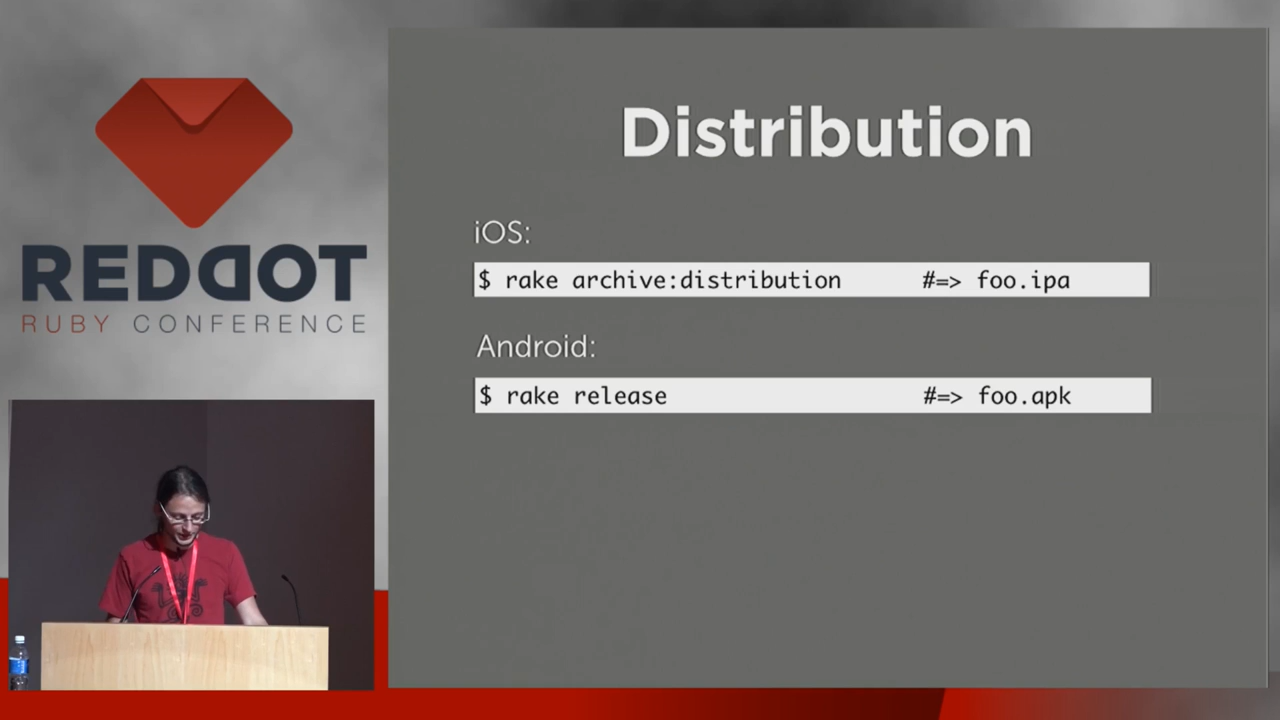 REDDOT
RUBY CONFERENCE
Distribution
iOS:
$ rake archive:distribution #=> foo.ipa
Android:
$ rake release #=> foo.apk